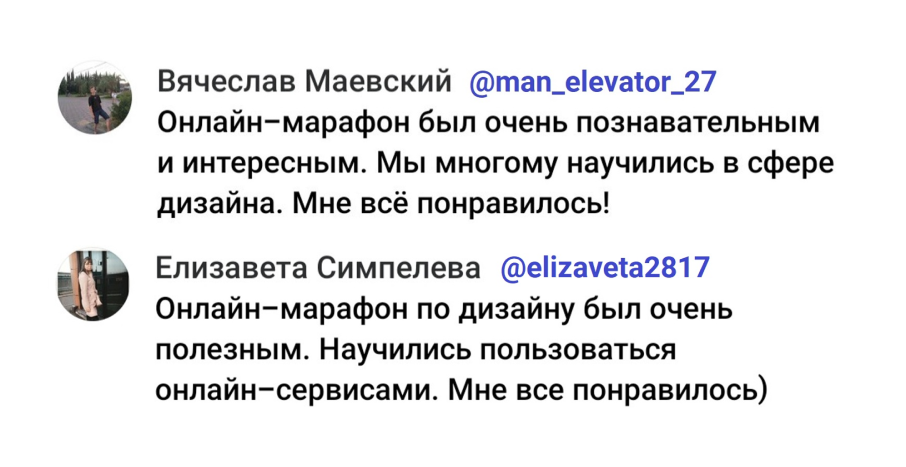 Вячеслав Маевский @man_elevator_27
Онлайн-марафон был очень познавательным
и интересным. Мы многому научились в сфере
дизайна. Мне всё понравилось!
Елизавета Симпелева @elizaveta2817
Онлайн-марафон по дизайну был очень
полезным. Научились пользоваться
онлайн-сервисами. Мне все понравилось)